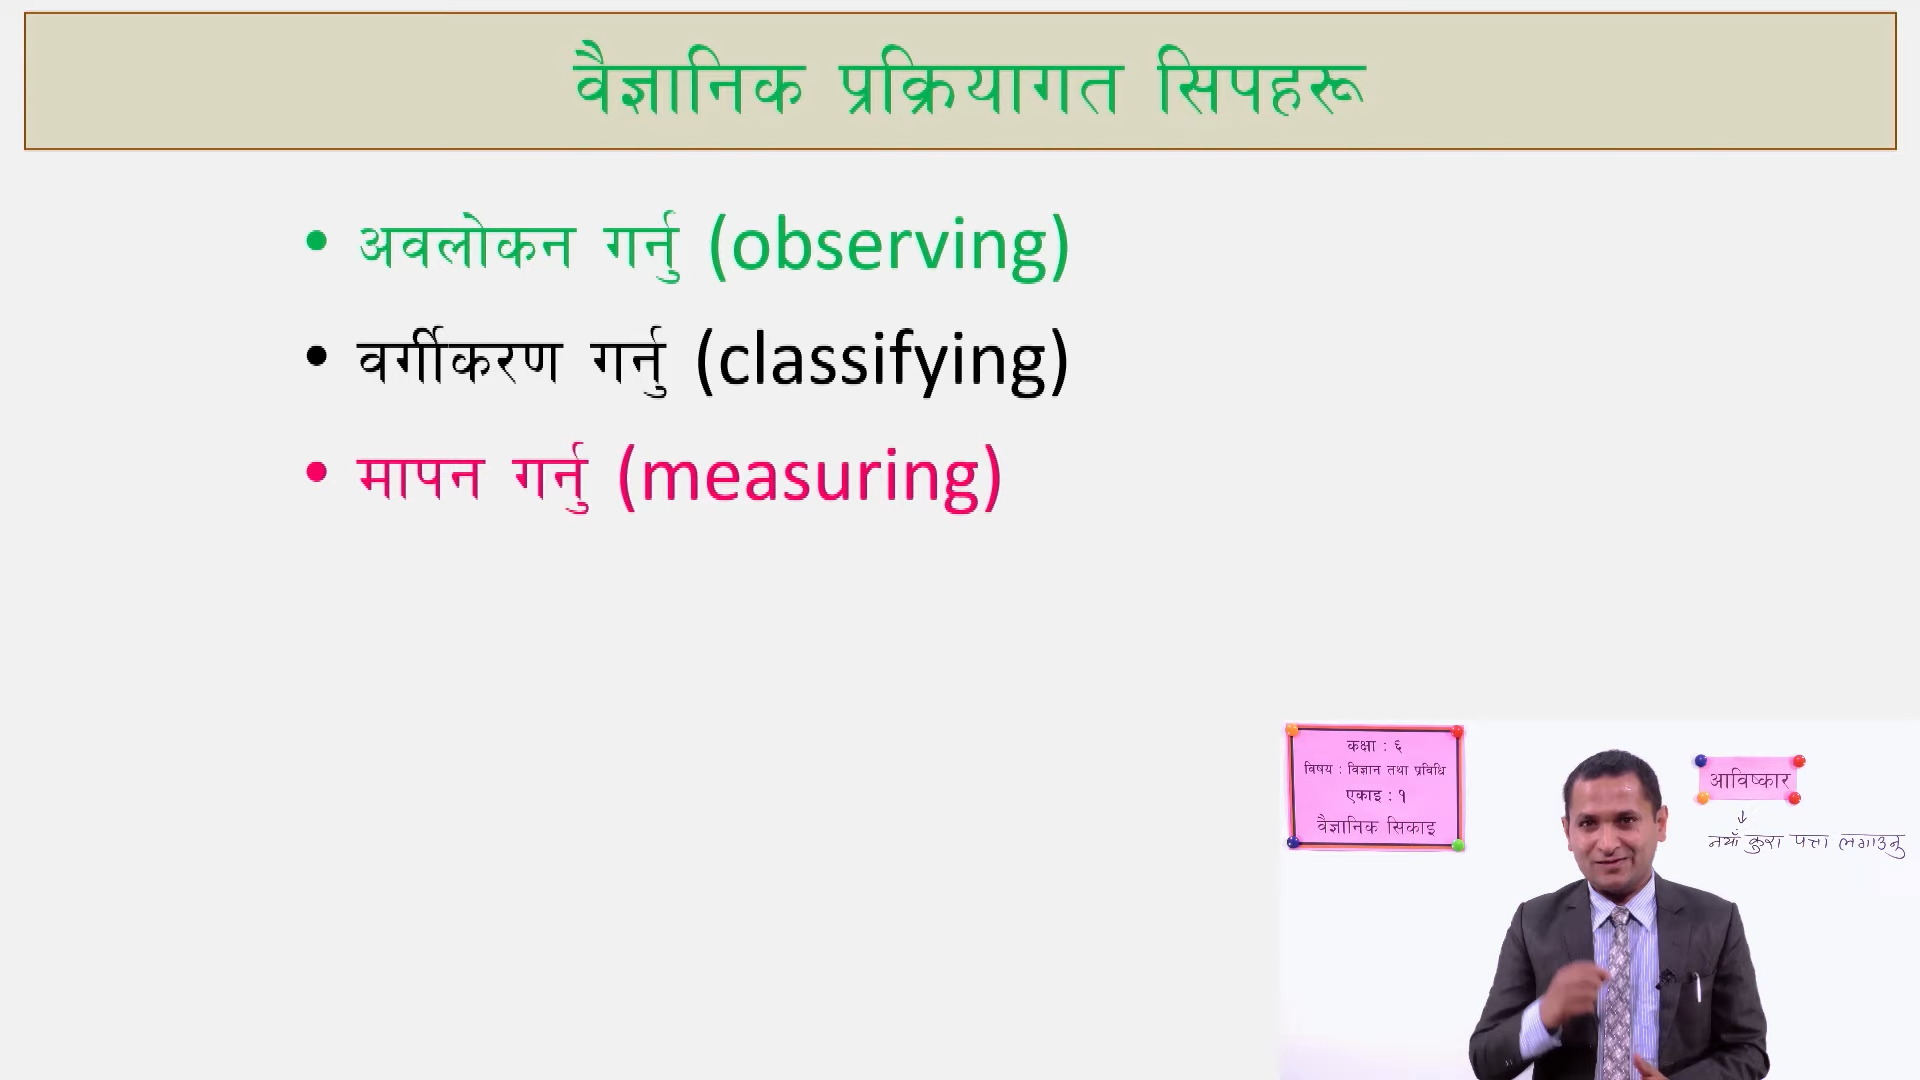 वैज्ञानिक प्रक्रियागत सिपहरू
• अवलोकन गर्नु (observing)
• वर्गीकरण गर्नु (classifying)
• मापन गर्नु (measuring)
कक्षा : ६
विषय : विज्ञान तथा प्रविधि
एकाइ : १
वैज्ञानिक सिकाइ
आविष्कार
↓
नयाँ कुरा पत्ता लगाउनु